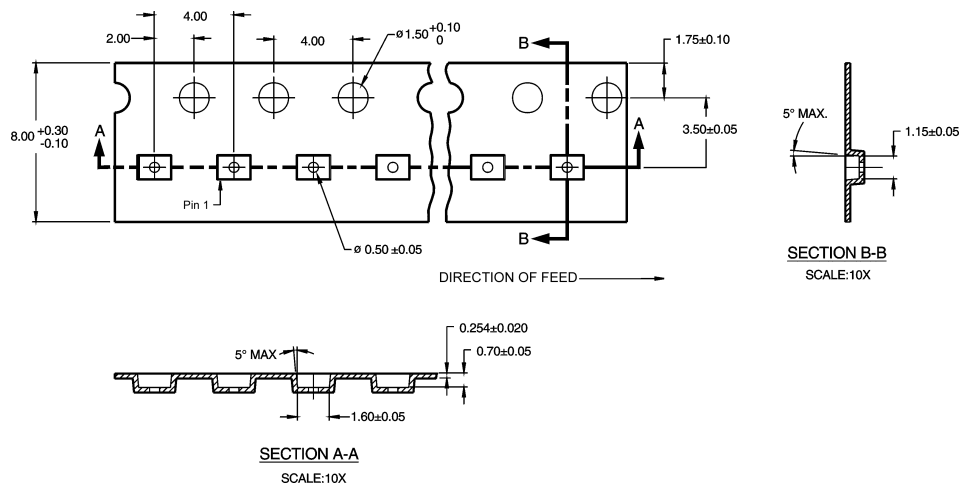 4.00
2.00
4.00
ø 1.50 +0.10
0
B
1.75±0.10
8.00 +0.30
-0.10
A
A
3.50±0.05
5° MAX.
1.15±0.05
Pin 1
ø 0.50 ±0.05
B
SECTION B-B
SCALE:10X
DIRECTION OF FEED
0.254±0.020
5° MAX
0.70±0.05
1.60±0.05
SECTION A-A
SCALE:10X